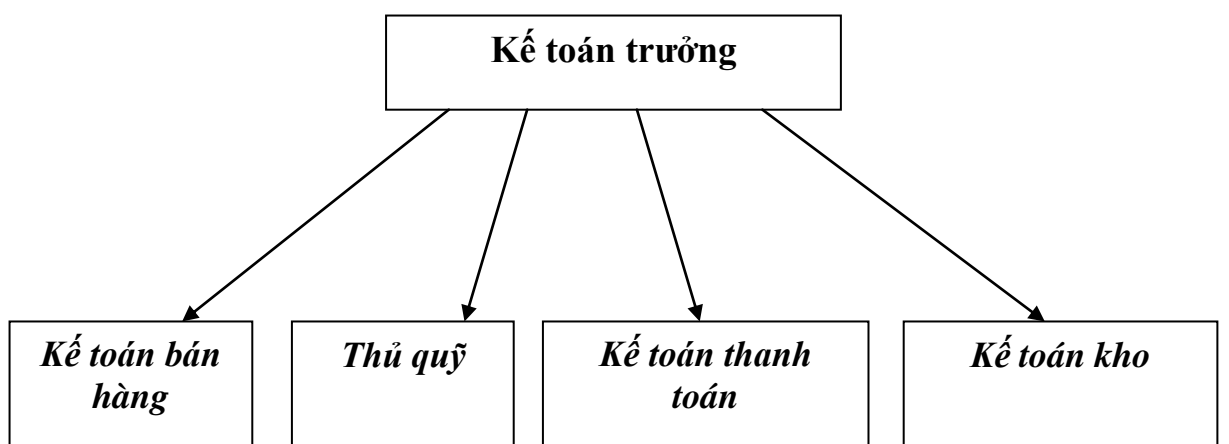 Kế toán trưởng
Kế toán bán
hàng
Thủ quỹ
Kế toán thanh
toán
Kế toán kho